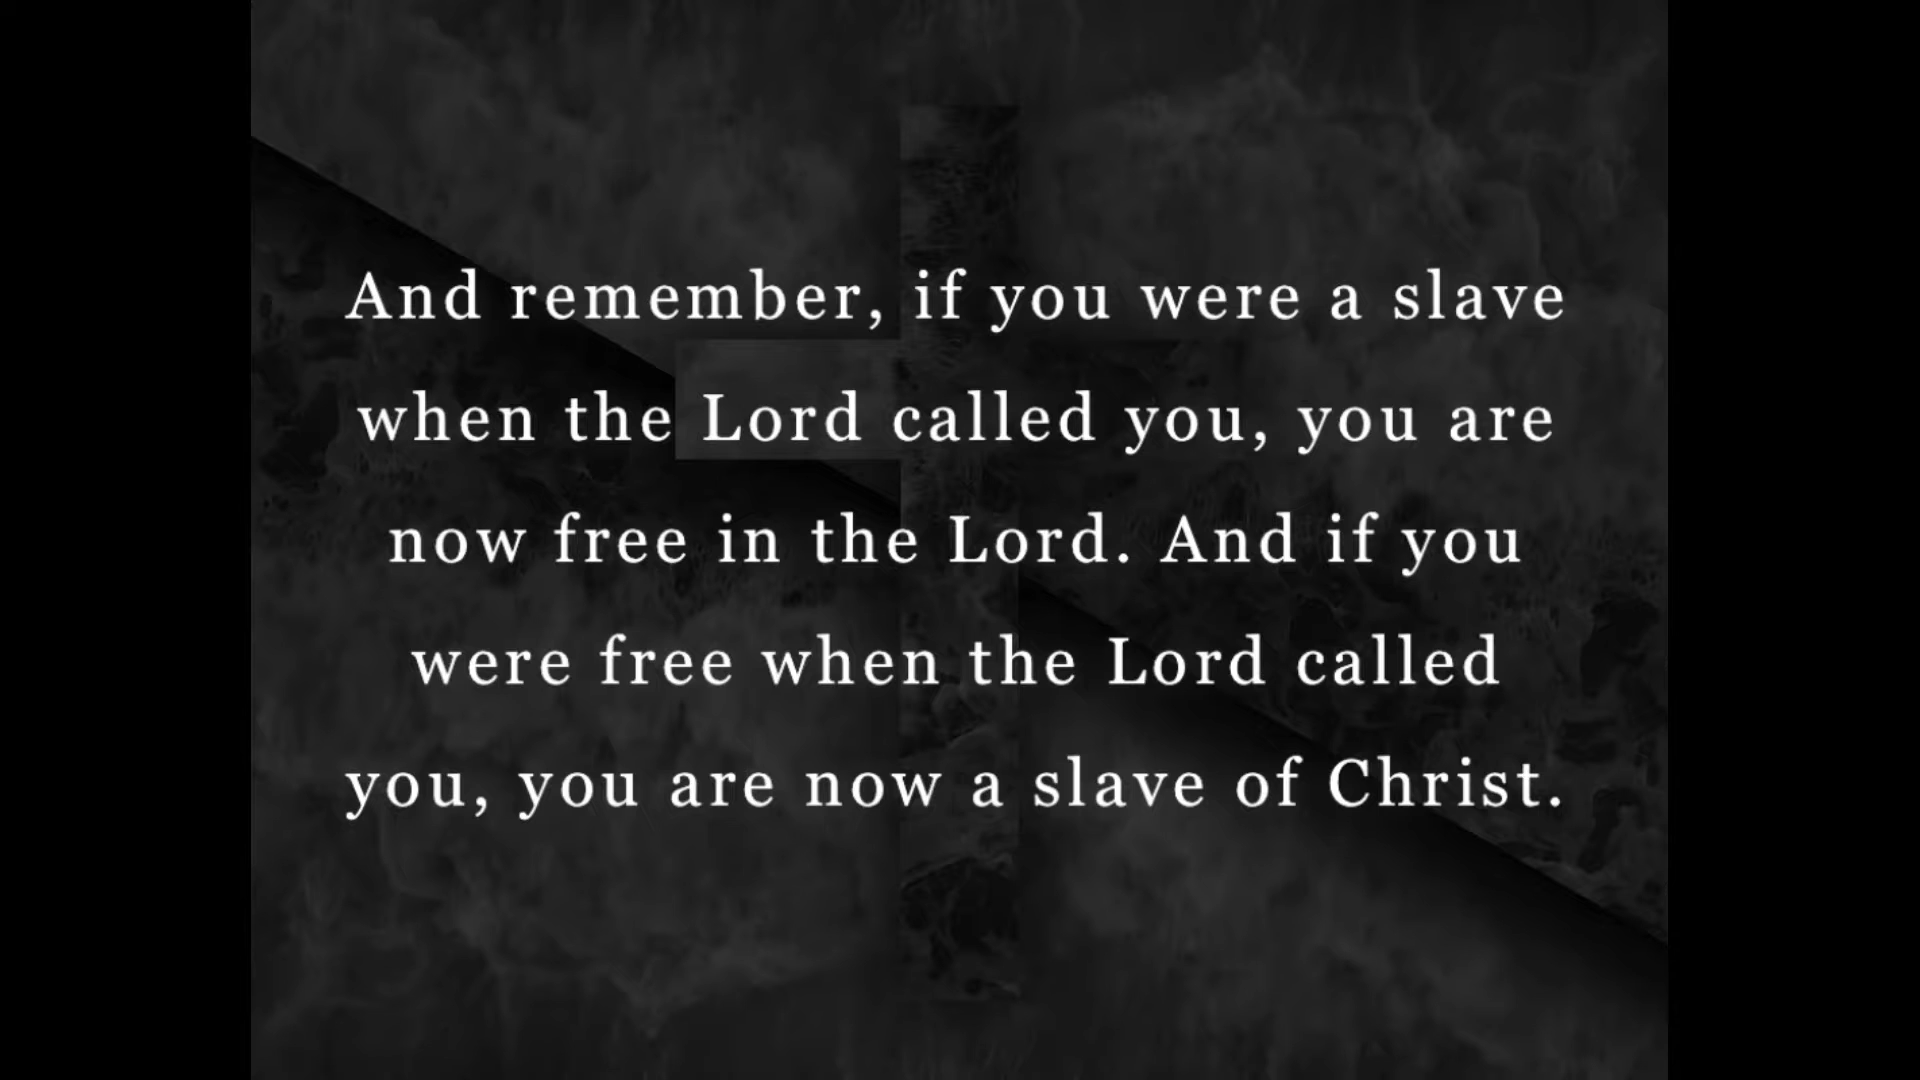 And remember, if you were a slave
when the Lord called you, you are
now free in the Lord. And if you
were free when the Lord called
you, you are now a slave of Christ.